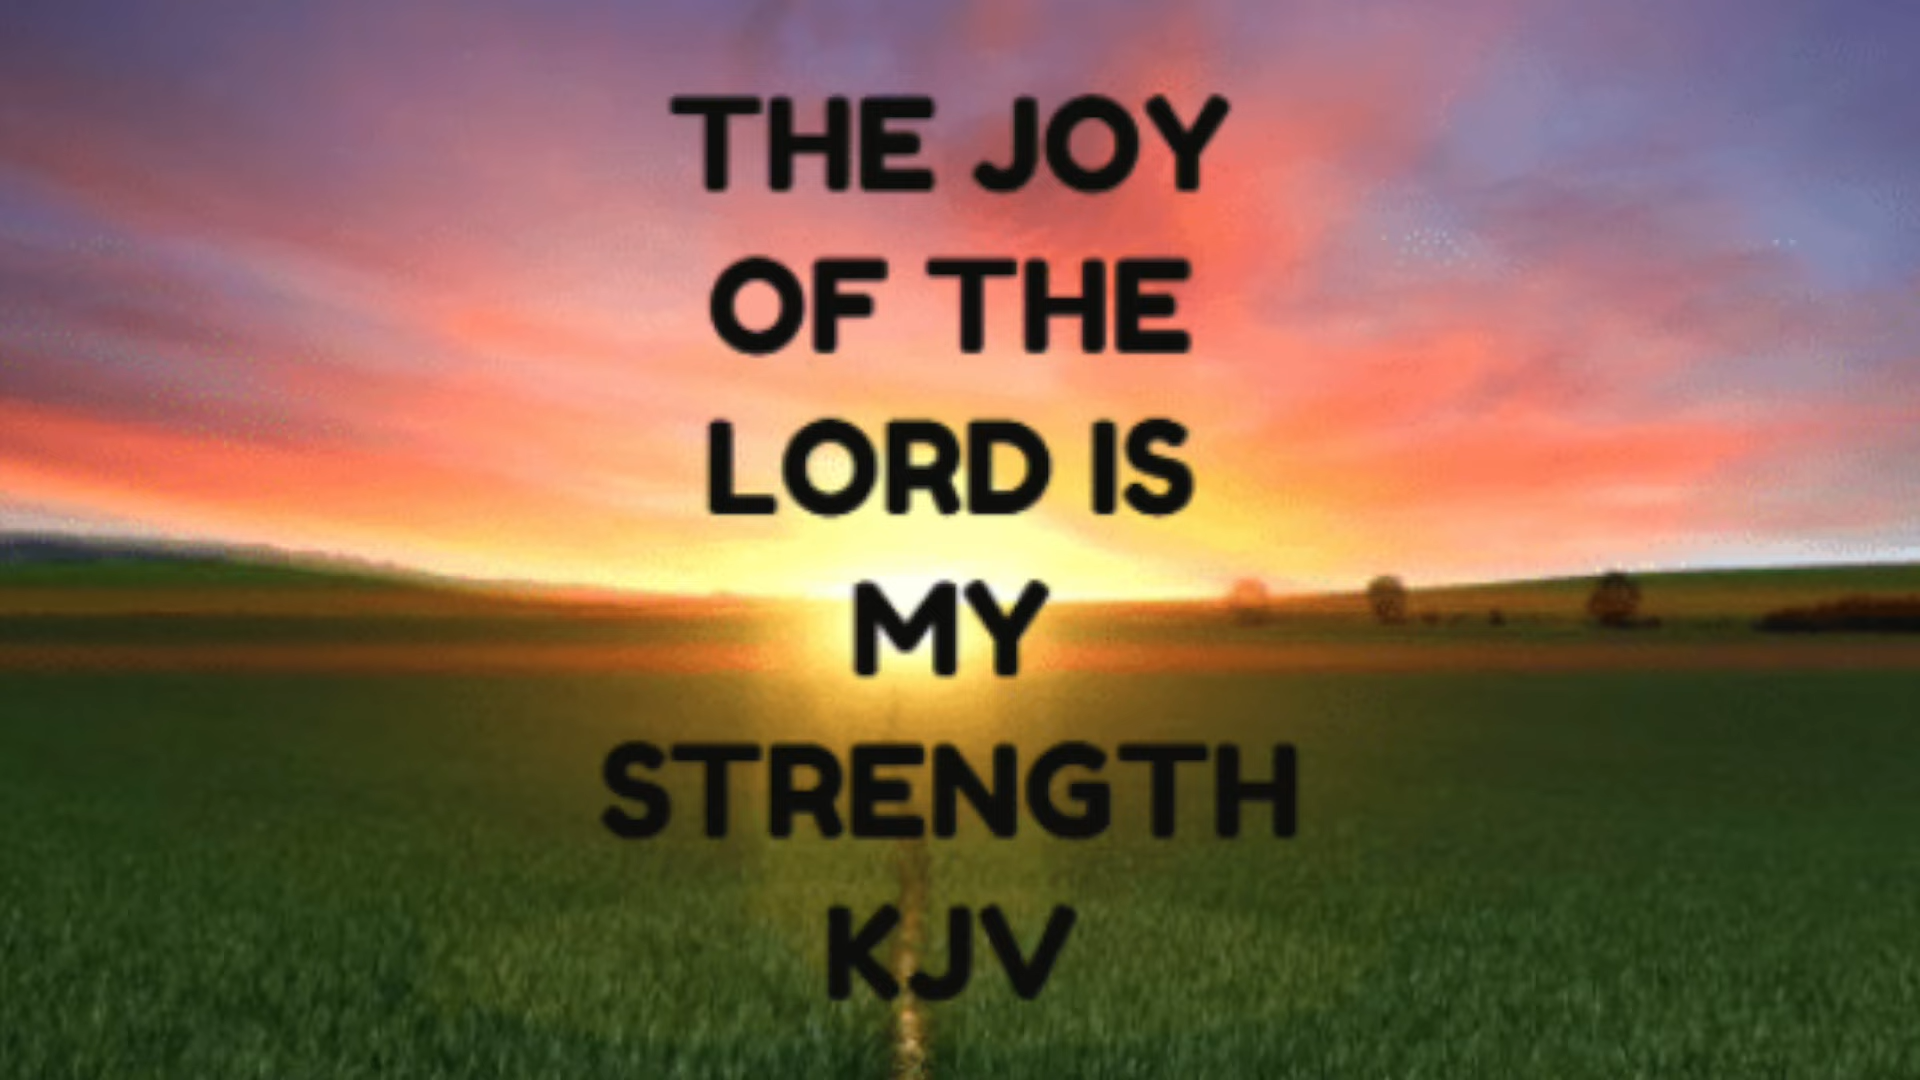 THE JOY
OF THE
LORD IS
MY
STRENGTH
KJV